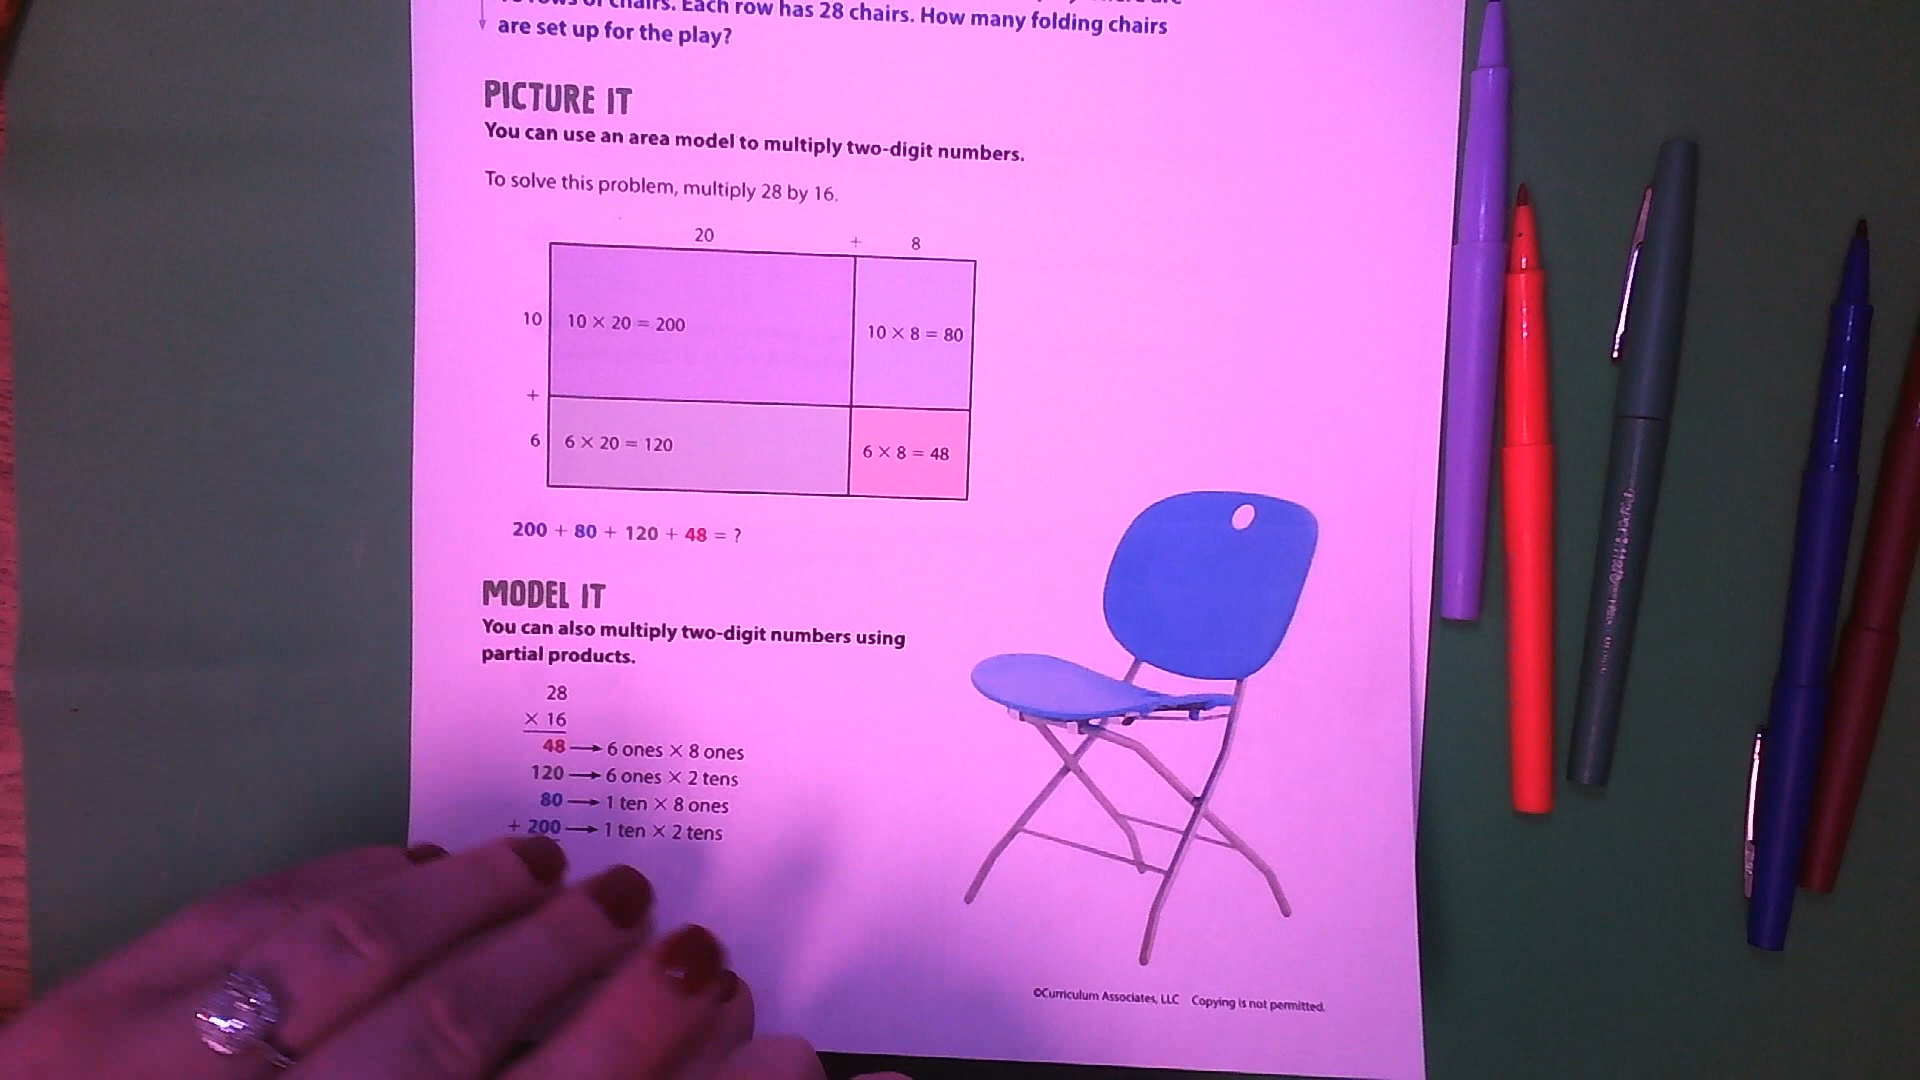 of chairs. Each row has 28 chairs. How many folding chairs
are set up for the play?
PICTURE IT
You can use an area model to multiply two-digit numbers.
To solve this problem, multiply 28 by 16.
20 + 8
10 10 × 20 = 200 10 × 8 = 80
+
6 6 × 20 = 120 6 × 8 = 48
200 + 80 + 120 + 48 = ?
MODEL IT
You can also multiply two-digit numbers using
partial products.
28
× 16
48 → 6 ones × 8 ones
120 → 6 ones × 2 tens
80 → 1 ten × 8 ones
+ 200 → 1 ten × 2 tens
©Curriculum Associates, LLC Copying is not permitted.